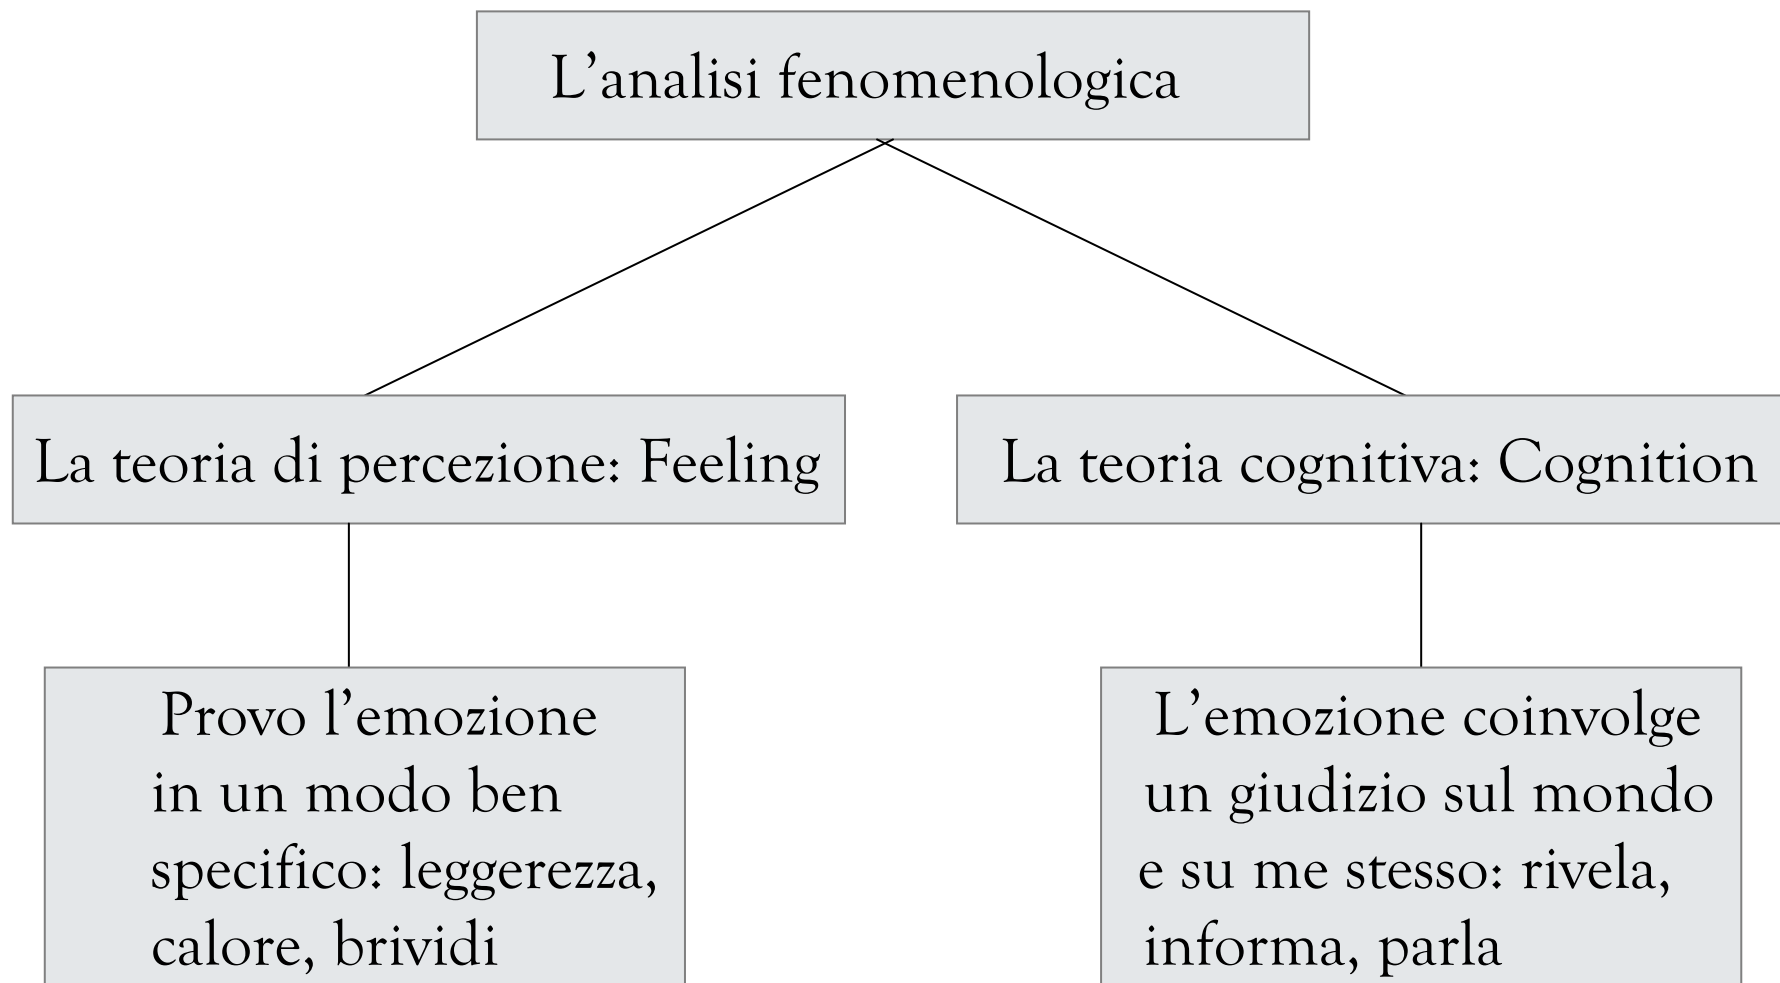 L’analisi fenomenologica
La teoria di percezione: Feeling
La teoria cognitiva: Cognition
Provo l’emozione
in un modo ben
specifico: leggerezza,
calore, brividi
L’emozione coinvolge
un giudizio sul mondo
e su me stesso: rivela,
informa, parla